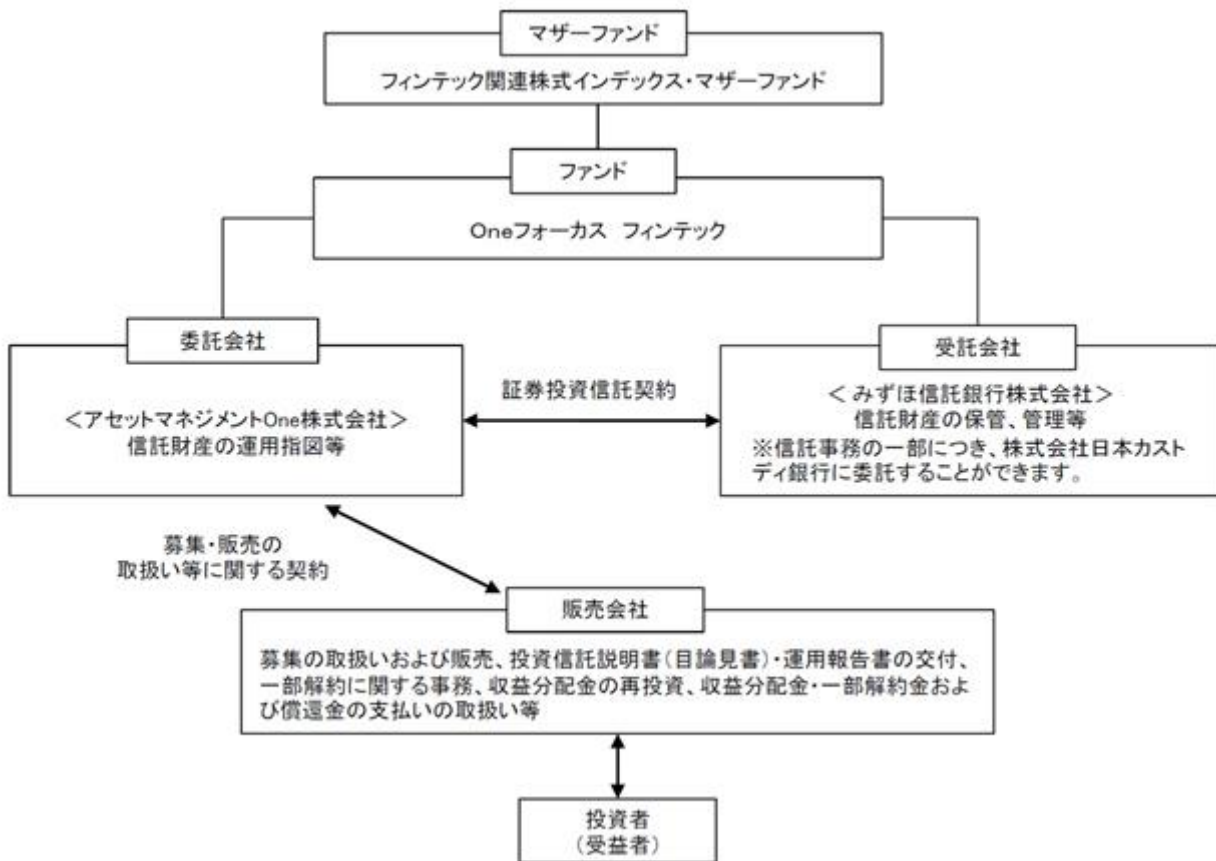 マザーファンド
フィンテック関連株式インデックス・マザーファンド
ファンド
Oneフォーカス　フィンテック
委託会社
＜アセットマネジメントOne株式会社＞
信託財産の運用指図等
証券投資信託契約
受託会社
＜みずほ信託銀行株式会社＞
信託財産の保管、管理等
※信託事務の一部につき、株式会社日本カスト
ディ銀行に委託することができます。
募集・販売の
取扱い等に関する契約
販売会社
募集の取扱いおよび販売、投資信託説明書（目論見書）・運用報告書の交付、
一部解約に関する事務、収益分配金の再投資、収益分配金・一部解約金およ
び償還金の支払いの取扱い等
投資者
（受益者）